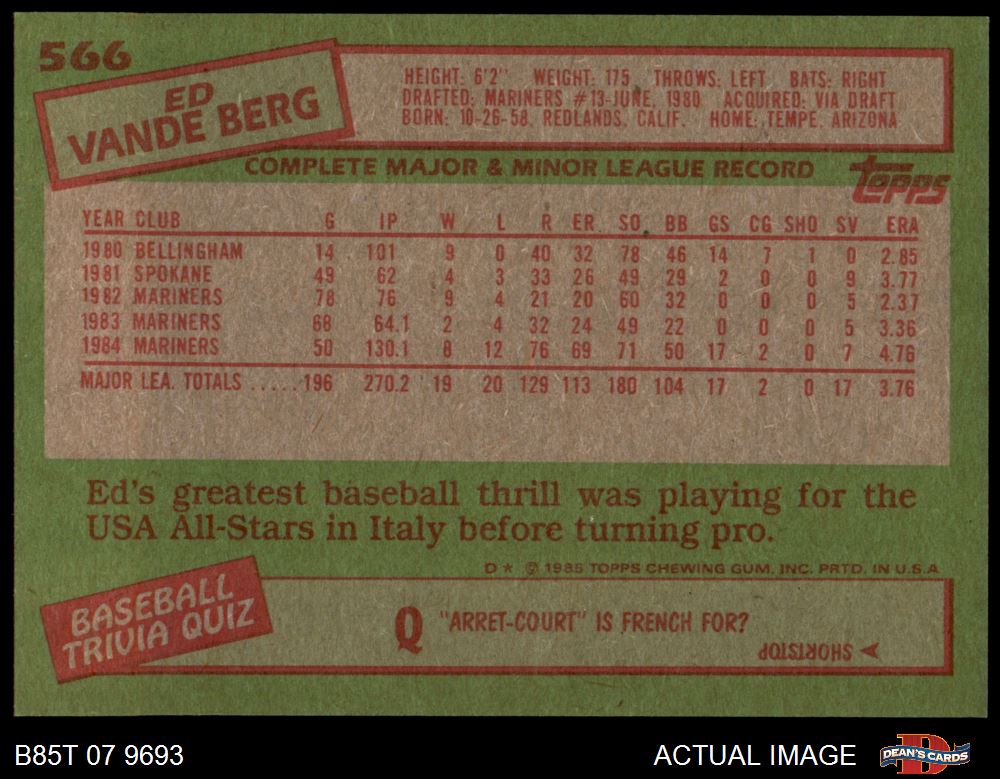 566
ED
VANDE BERG
HEIGHT: 6'2" WEIGHT: 175 THROWS: LEFT BATS: RIGHT
DRAFTED: MARINERS #13-JUNE, 1980 ACQUIRED: VIA DRAFT
BORN: 10-26-58, REDLANDS, CALIF. HOME: TEMPE, ARIZONA
COMPLETE MAJOR & MINOR LEAGUE RECORD
topps
YEAR CLUB G IP W L R ER SO BB GS CG SHO SV ERA
1980 BELLINGHAM 14 101 9 0 40 32 78 46 14 7 1 0 2.85
1981 SPOKANE 49 62 4 3 33 26 49 29 2 0 0 9 3.77
1982 MARINERS 78 76 9 4 21 20 60 32 0 0 0 5 2.37
1983 MARINERS 68 64.1 2 4 32 24 49 22 0 0 0 5 3.36
1984 MARINERS 50 130.1 8 12 76 69 71 50 17 2 0 7 4.76
MAJOR LEA. TOTALS .....196 270.2 19 20 129 113 180 104 17 2 0 17 3.76
Ed's greatest baseball thrill was playing for the
USA All-Stars in Italy before turning pro.
D * © 1985 TOPPS CHEWING GUM, INC. PRTD. IN U.S.A.
BASEBALL
TRIVIA QUIZ
Q "ARRET-COURT" IS FRENCH FOR?
SHORTSTOP
B85T 07 9693 ACTUAL IMAGE DEAN'S CARDS